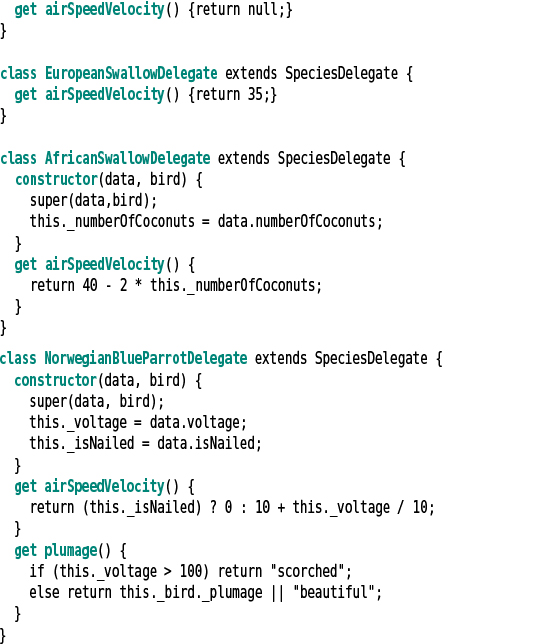 get airSpeedVelocity() {return null;}
}
class EuropeanSwallowDelegate extends SpeciesDelegate {
get airSpeedVelocity() {return 35;}
}
class AfricanSwallowDelegate extends SpeciesDelegate {
constructor(data, bird) {
super(data,bird);
this._numberOfCoconuts = data.numberOfCoconuts;
}
get airSpeedVelocity() {
return 40 - 2 * this._numberOfCoconuts;
}
}
class NorwegianBlueParrotDelegate extends SpeciesDelegate {
constructor(data, bird) {
super(data, bird);
this._voltage = data.voltage;
this._isNailed = data.isNailed;
}
get airSpeedVelocity() {
return (this._isNailed) ? 0 : 10 + this._voltage / 10;
}
get plumage() {
if (this._voltage > 100) return "scorched";
else return this._bird._plumage || "beautiful";
}
}